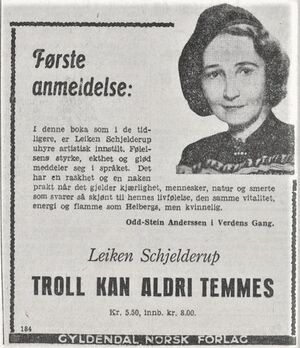 Første
anmeldelse:
I denne boka som i de tid-
ligere, er Leiken Schjelderup
uhyre artistisk innstilt. Følel-
sens styrke, ekthet og glød
meddeler seg i språket. Det
har en raskhet og en naken
prakt når det gjelder kjærlighet, mennesker, natur og smerte
som svarer så skjønt til hennes livfølelse, den samme vitalitet,
energi og flamme som Heibergs, men kvinnelig.
Odd-Stein Anderssen i Verdens Gang.
Leiken Schjelderup
TROLL KAN ALDRI TEMMES
Kr. 5.50, innb. kr. 8.00.
184
GYLDENDAL NORSK FORLAG